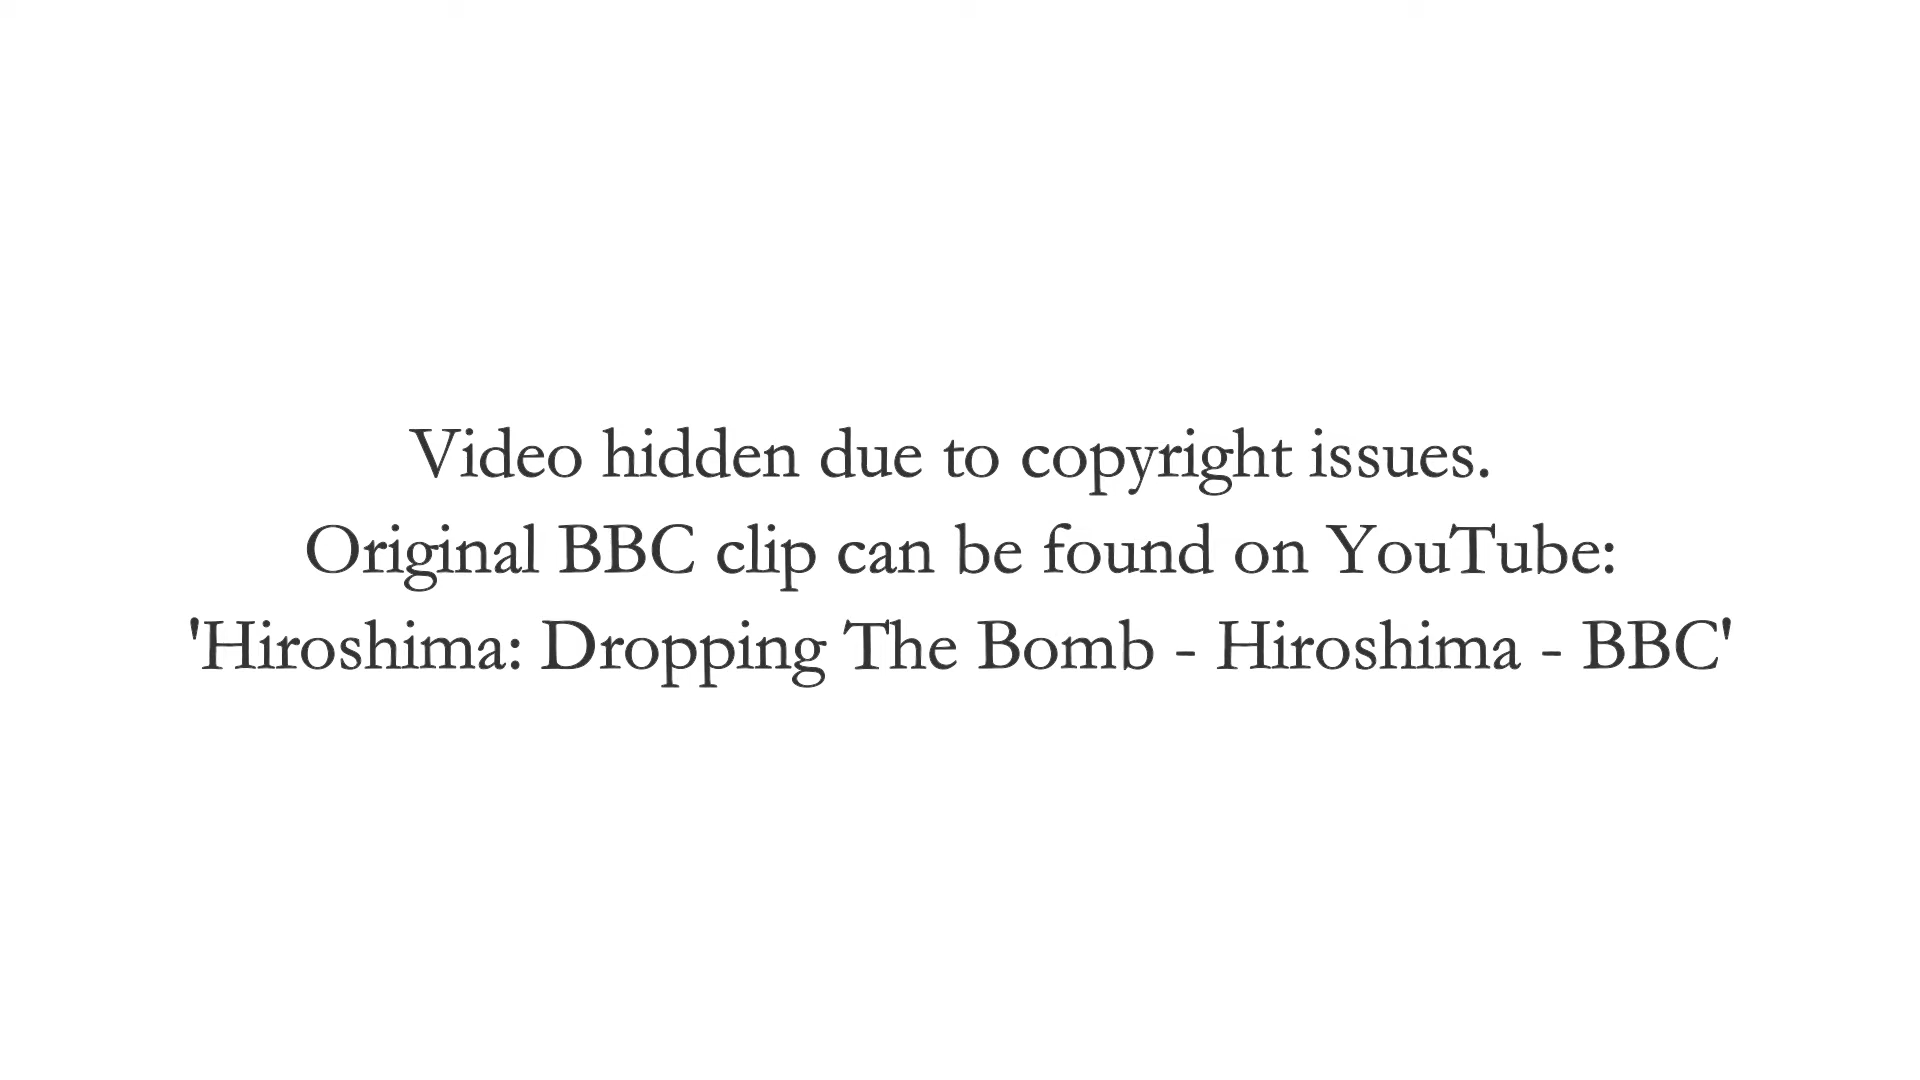 Video hidden due to copyright issues.
Original BBC clip can be found on YouTube:
'Hiroshima: Dropping The Bomb - Hiroshima - BBC'